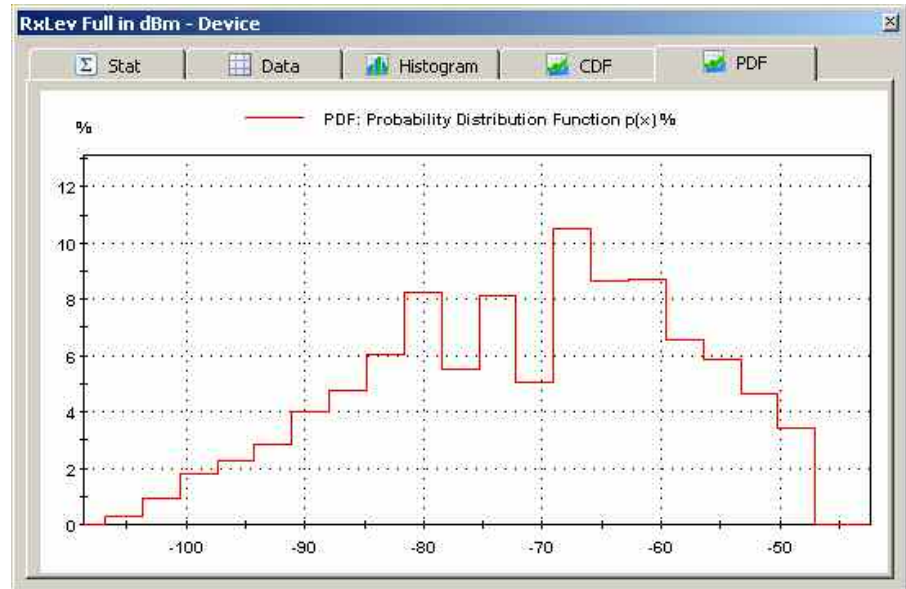 RxLev Full in dBm - Device
Σ Stat
Data
Histogram
CDF
PDF
%
PDF: Probability Distribution Function p(x)%
12
10
8
6
4
2
0
-100
-90
-80
-70
-60
-50